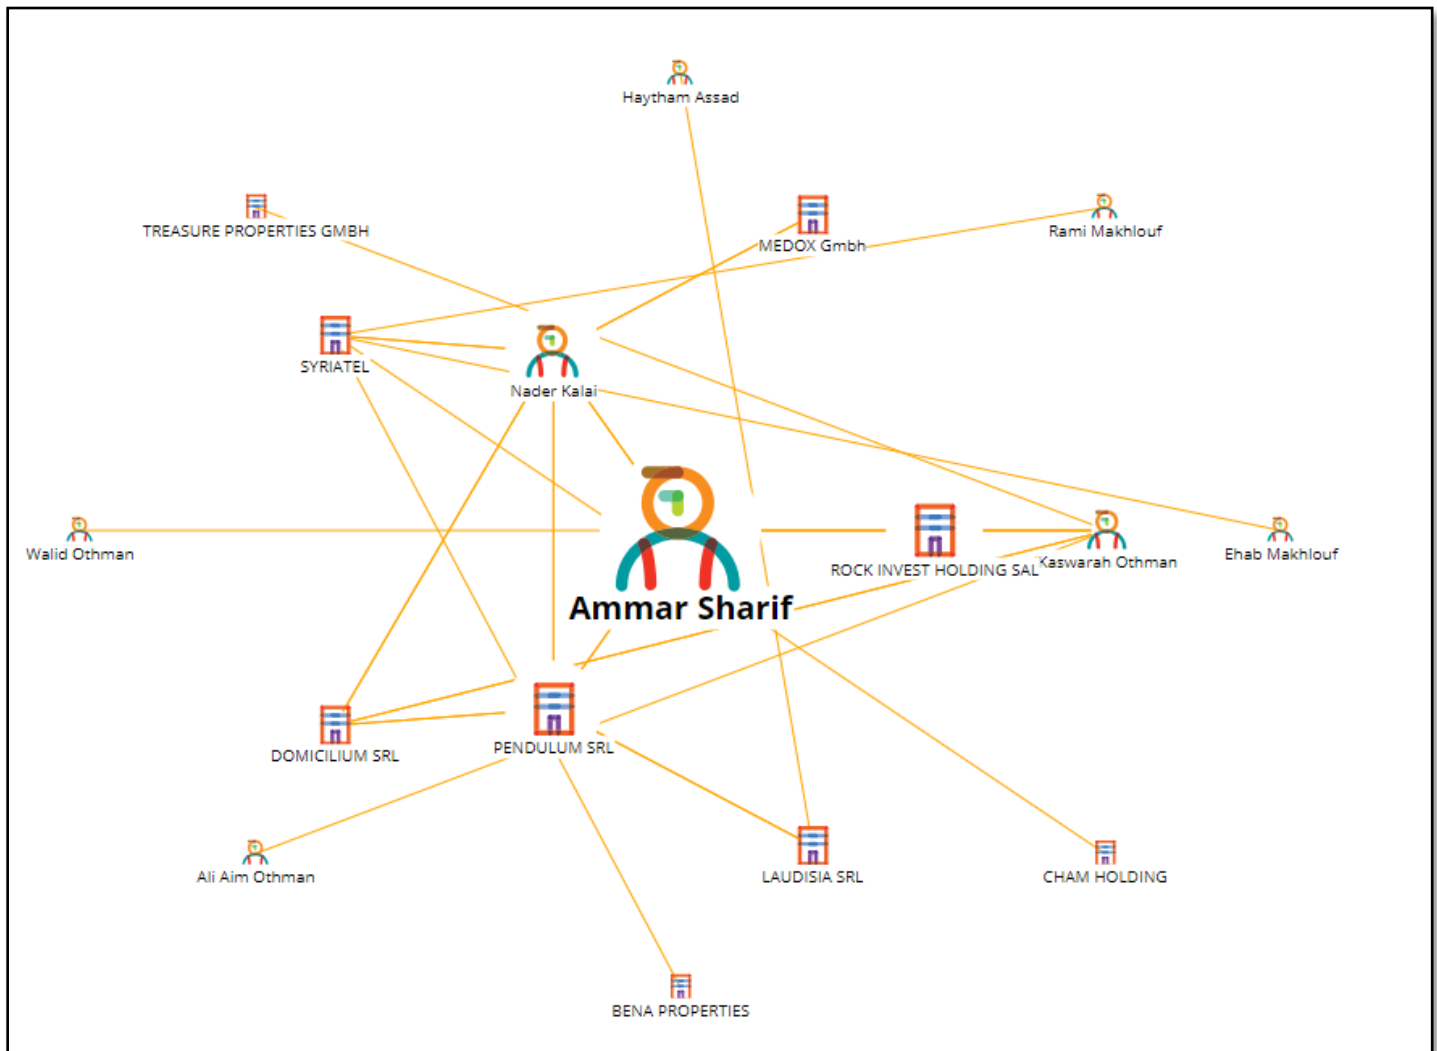 Haytham Assad
TREASURE PROPERTIES GMBH
Rami Makhlouf
MEDOX Gmbh
SYRIATEL
Nader Kalai
Walid Othman
Ehab Makhlouf
Kaswarah Othman
ROCK INVEST HOLDING SAL
Ammar Sharif
PENDULUM SRL
DOMICILIUM SRL
Ali Aim Othman
LAUDISIA SRL
CHAM HOLDING
BENA PROPERTIES